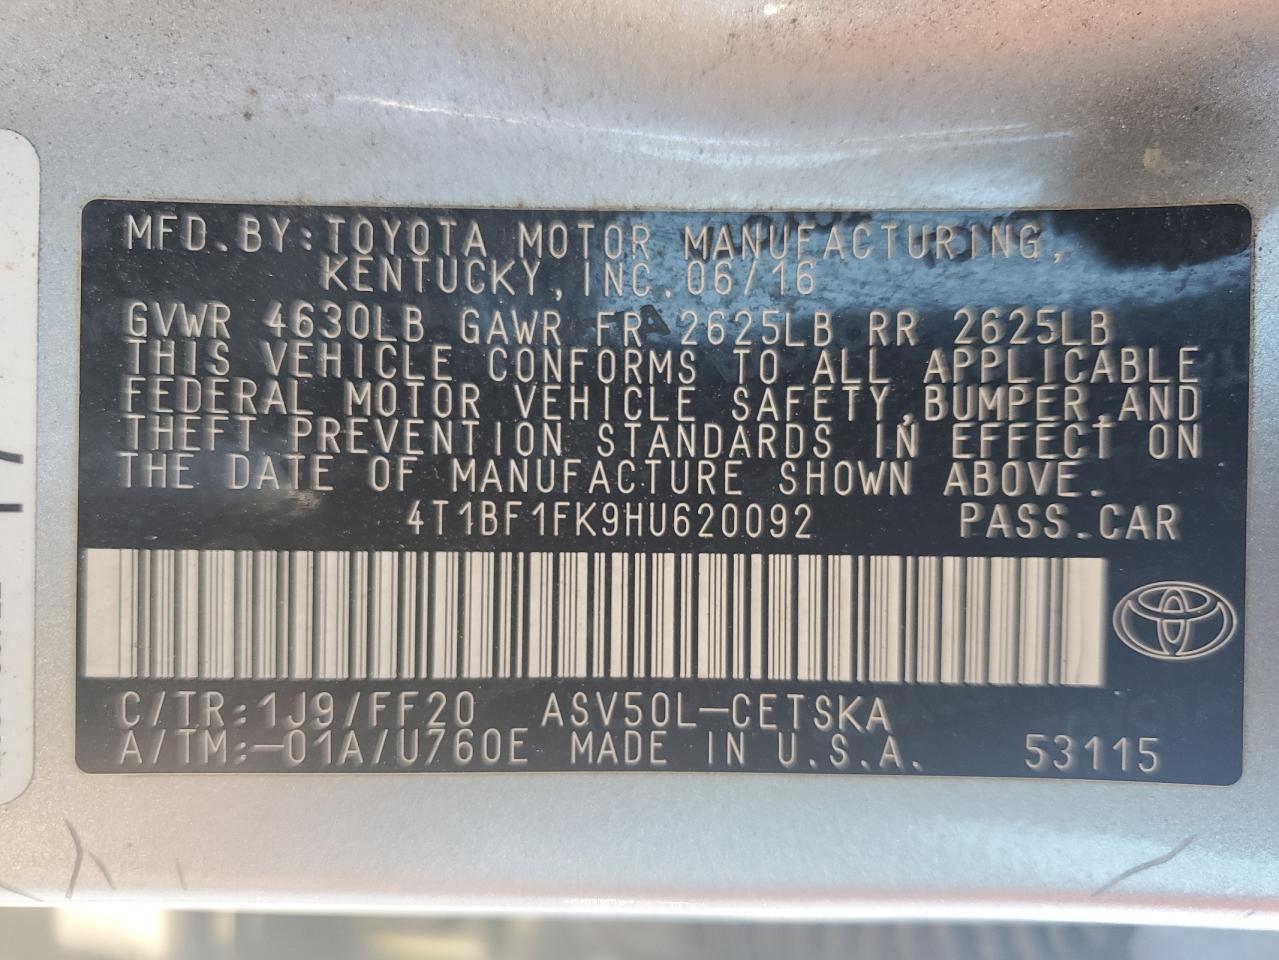 MFD.BY:TOYOTA MOTOR MANUFACTURING,
KENTUCKY,INC.06/16
GVWR 4630LB GAWR FR 2625LB RR 2625LB
THIS VEHICLE CONFORMS TO ALL APPLICABLE
FEDERAL MOTOR VEHICLE SAFETY,BUMPER,AND
THEFT PREVENTION STANDARDS IN EFFECT ON
THE DATE OF MANUFACTURE SHOWN ABOVE.
4T1BF1FK9HU620092 PASS.CAR
C/TR:1J9/FF20 ASV50L-CETSKA
A/TM:-01A/U760E MADE IN U.S.A. 53115